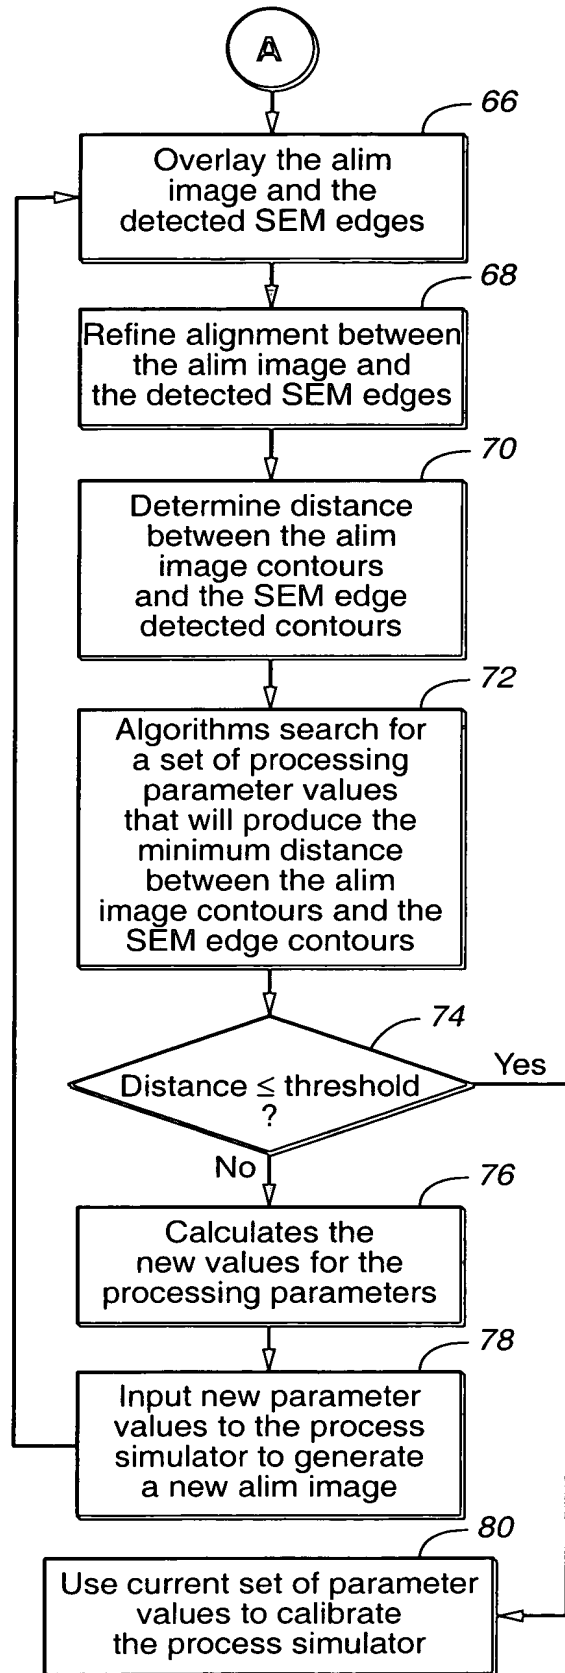 A
66
Overlay the alim
image and the
detected SEM edges
68
Refine alignment between
the alim image and
the detected SEM edges
70
Determine distance
between the alim
image contours
and the SEM edge
detected contours
72
Algorithms search for
a set of processing
parameter values
that will produce the
minimum distance
between the alim
image contours and the
SEM edge contours
74
Distance ≤ threshold
?
Yes
No
76
Calculates the
new values for the
processing parameters
78
Input new parameter
values to the process
simulator to generate
a new alim image
80
Use current set of parameter
values to calibrate
the process simulator